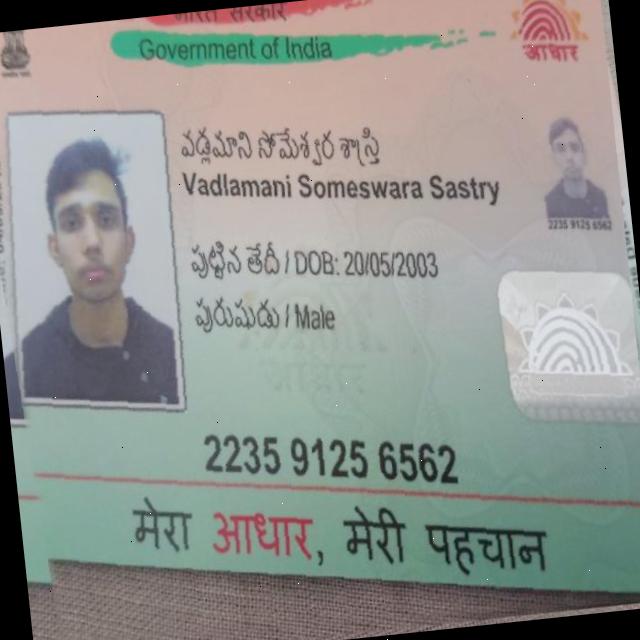 भारत सरकार
Government of India
आधार
వడ్లమాని సోమేశ్వర శాస్త్రి
Vadlamani Someswara Sastry
2235 9125 6562
పుట్టిన తేదీ / DOB: 20/05/2003
పురుషుడు / Male
2235 9125 6562
मेरा आधार, मेरी पहचान